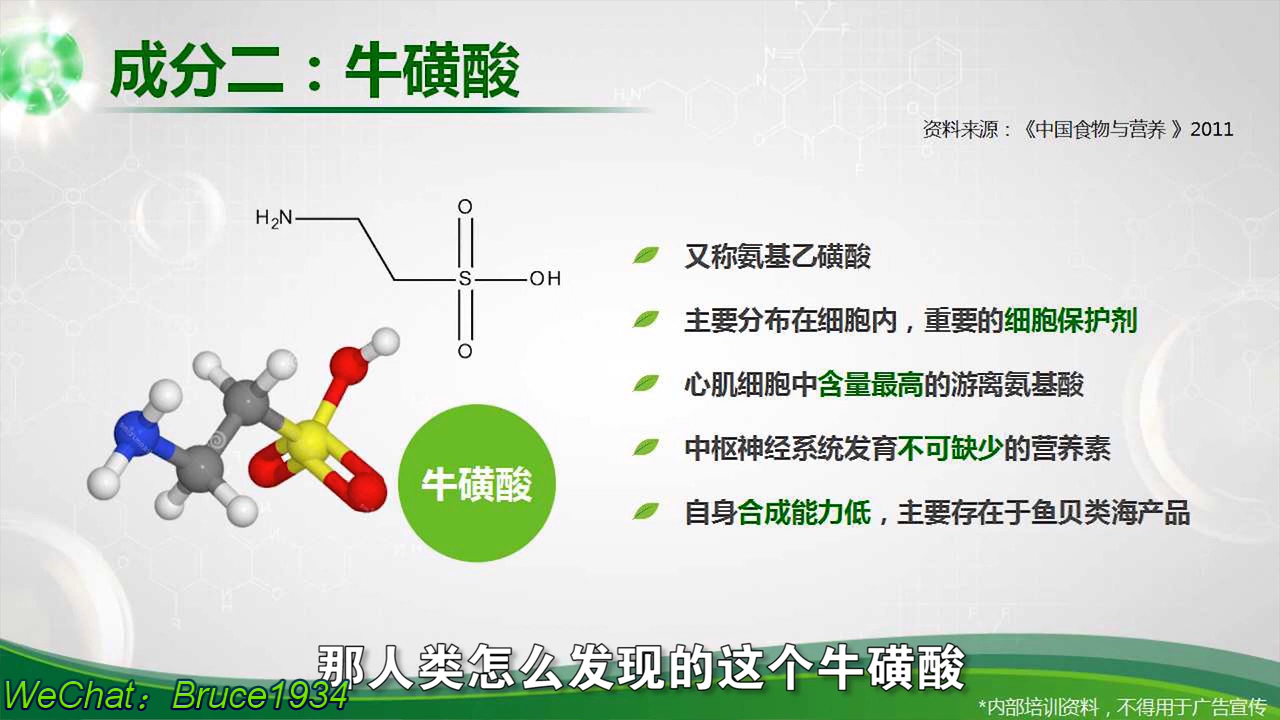 成分二：牛磺酸
资料来源：《中国食物与营养 》2011
H₂N
O
S
OH
O
又称氨基乙磺酸
主要分布在细胞内，重要的细胞保护剂
心肌细胞中含量最高的游离氨基酸
牛磺酸
中枢神经系统发育不可缺少的营养素
自身合成能力低，主要存在于鱼贝类海产品
那人类怎么发现的这个牛磺酸
WeChat：Bruce1934
*内部培训资料，不得用于广告宣传